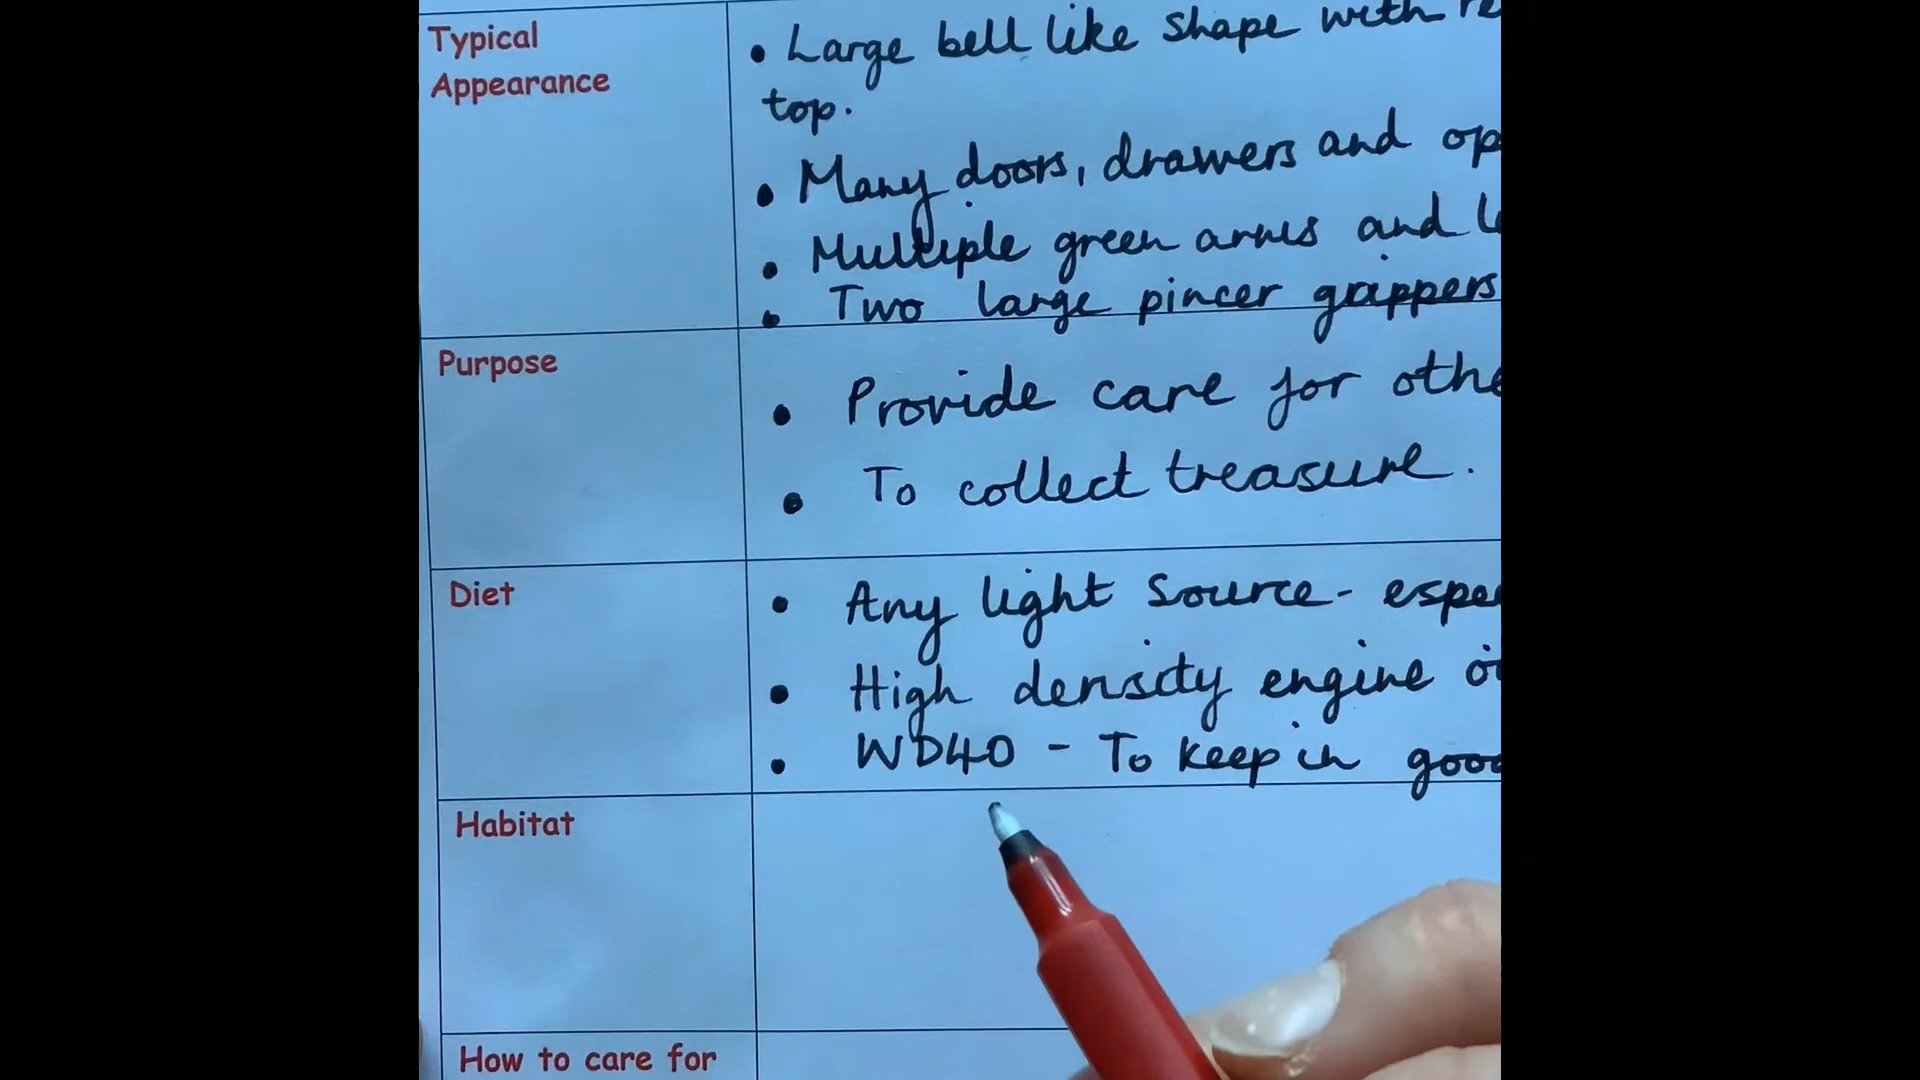 Typical
Appearance
• Large bell like shape with
top.
• Many doors, drawers and
• Multiple green arms and
• Two large pincer grippers
Purpose
• Provide care for
• To collect treasure.
Diet
• Any light source-
• High density engine
• WD40 - To keep in
Habitat
How to care for